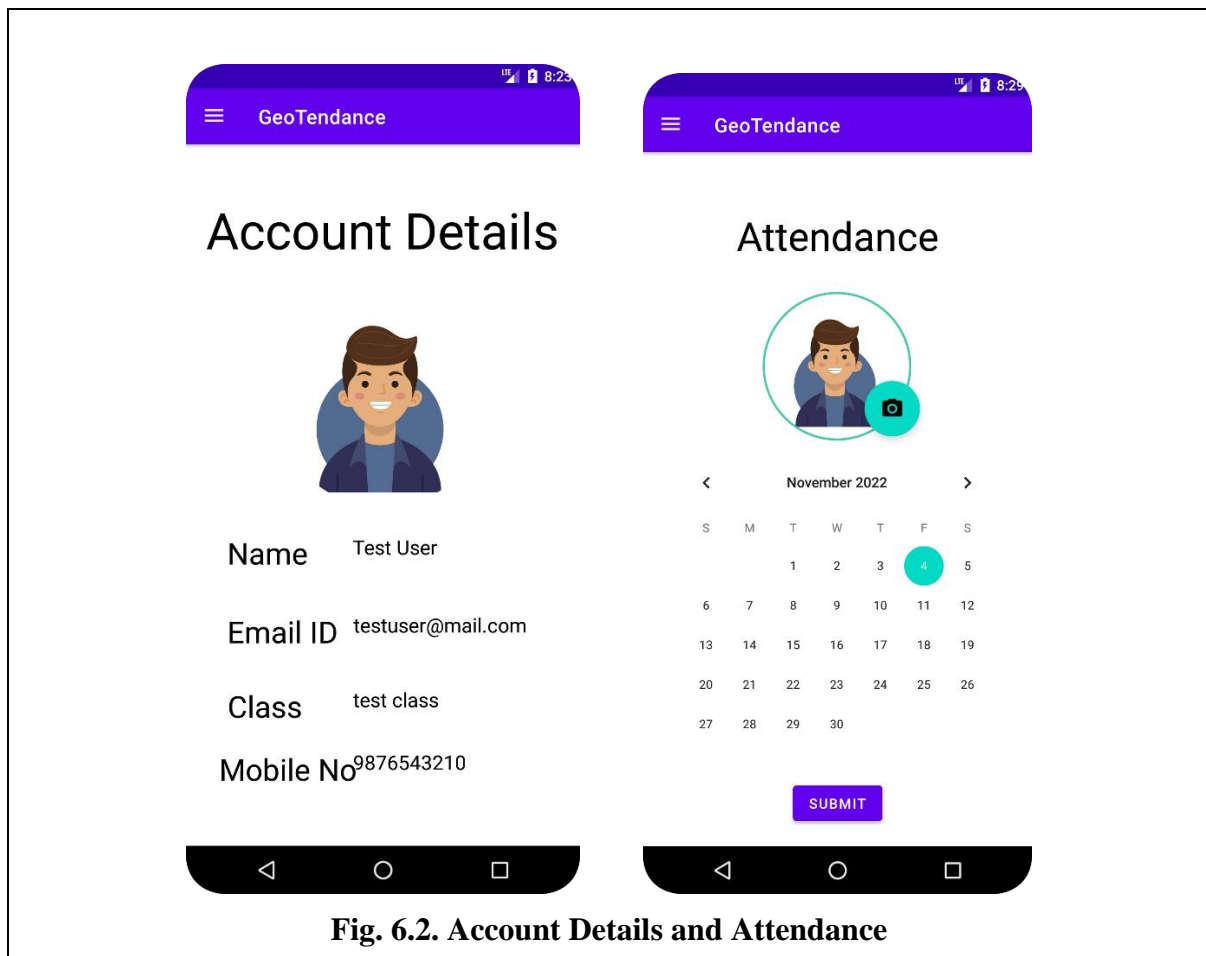 LTE 8:23
GeoTendance
Account Details
Name Test User
Email ID testuser@mail.com
Class test class
Mobile No 9876543210
LTE 8:29
GeoTendance
Attendance
November 2022
S M T W T F S
1 2 3 4 5
6 7 8 9 10 11 12
13 14 15 16 17 18 19
20 21 22 23 24 25 26
27 28 29 30
SUBMIT
Fig. 6.2. Account Details and Attendance